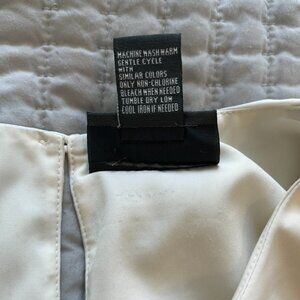 MACHINE WASH WARM
GENTLE CYCLE
WITH
SIMILAR COLORS
ONLY NON-CHLORINE
BLEACH WHEN NEEDED
TUMBLE DRY LOW
COOL IRON IF NEEDED